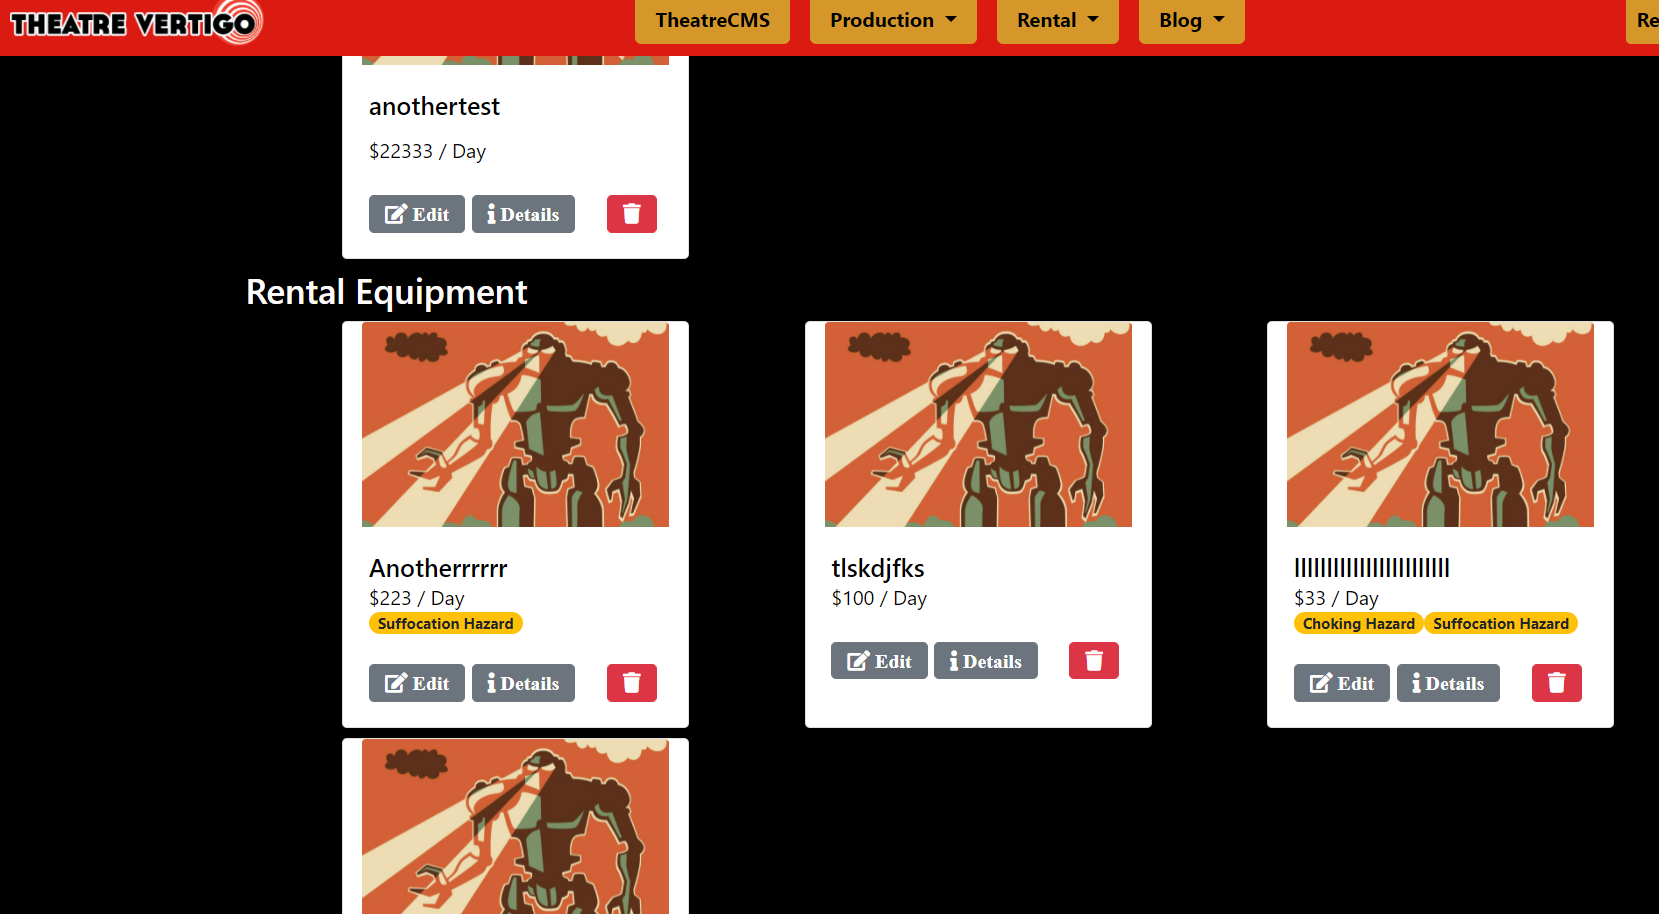 THEATRE VERTIGO
TheatreCMS
Production
Rental
Blog
Re
anothertest
$22333 / Day
Edit
Details
Rental Equipment
Anotherrrrrr
$223 / Day
Suffocation Hazard
Edit
Details
tlskdjfks
$100 / Day
Edit
Details
llllllllllllllllllllllll
$33 / Day
Choking Hazard Suffocation Hazard
Edit
Details